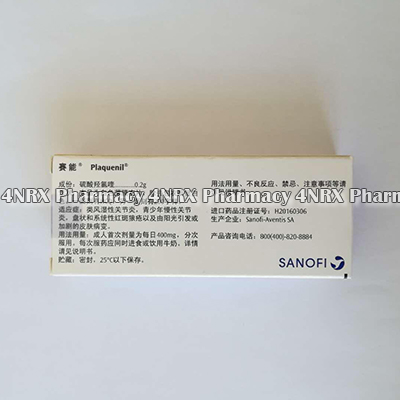 赛能® Plaquenil®
成份：硫酸羟氯喹………0.2g
4NRX Pharmacy 4NRX Pharmacy 4NRX Pharmacy
适应症：类风湿性关节炎，青少年慢性关节
炎，盘状和系统性红斑狼疮以及由阳光引发或
加剧的皮肤病变。
用法用量：成人首次剂量为每日400mg，分次
服用，每次服药应同时进食或饮用牛奶，详情
请见说明书。
贮藏：密封，25℃以下保存。
用法用量、不良反应、禁忌、注意事项等请
进口药品注册证号：H20160306
生产企业：Sanofi-Aventis SA
产品咨询电话：800(400)-820-8884
SANOFI